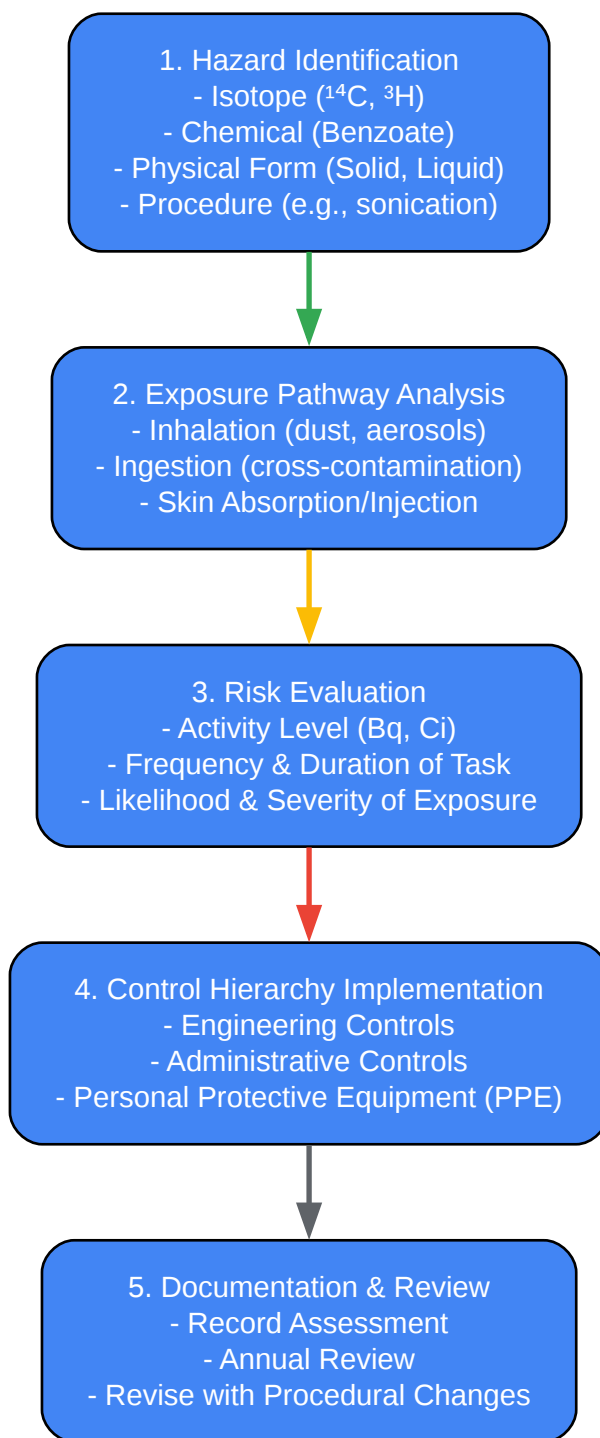 1. Hazard Identification
- Isotope (¹⁴C, ³H)
- Chemical (Benzoate)
- Physical Form (Solid, Liquid)
- Procedure (e.g., sonication)
2. Exposure Pathway Analysis
- Inhalation (dust, aerosols)
- Ingestion (cross-contamination)
- Skin Absorption/Injection
3. Risk Evaluation
- Activity Level (Bq, Ci)
- Frequency & Duration of Task
- Likelihood & Severity of Exposure
4. Control Hierarchy Implementation
- Engineering Controls
- Administrative Controls
- Personal Protective Equipment (PPE)
5. Documentation & Review
- Record Assessment
- Annual Review
- Revise with Procedural Changes